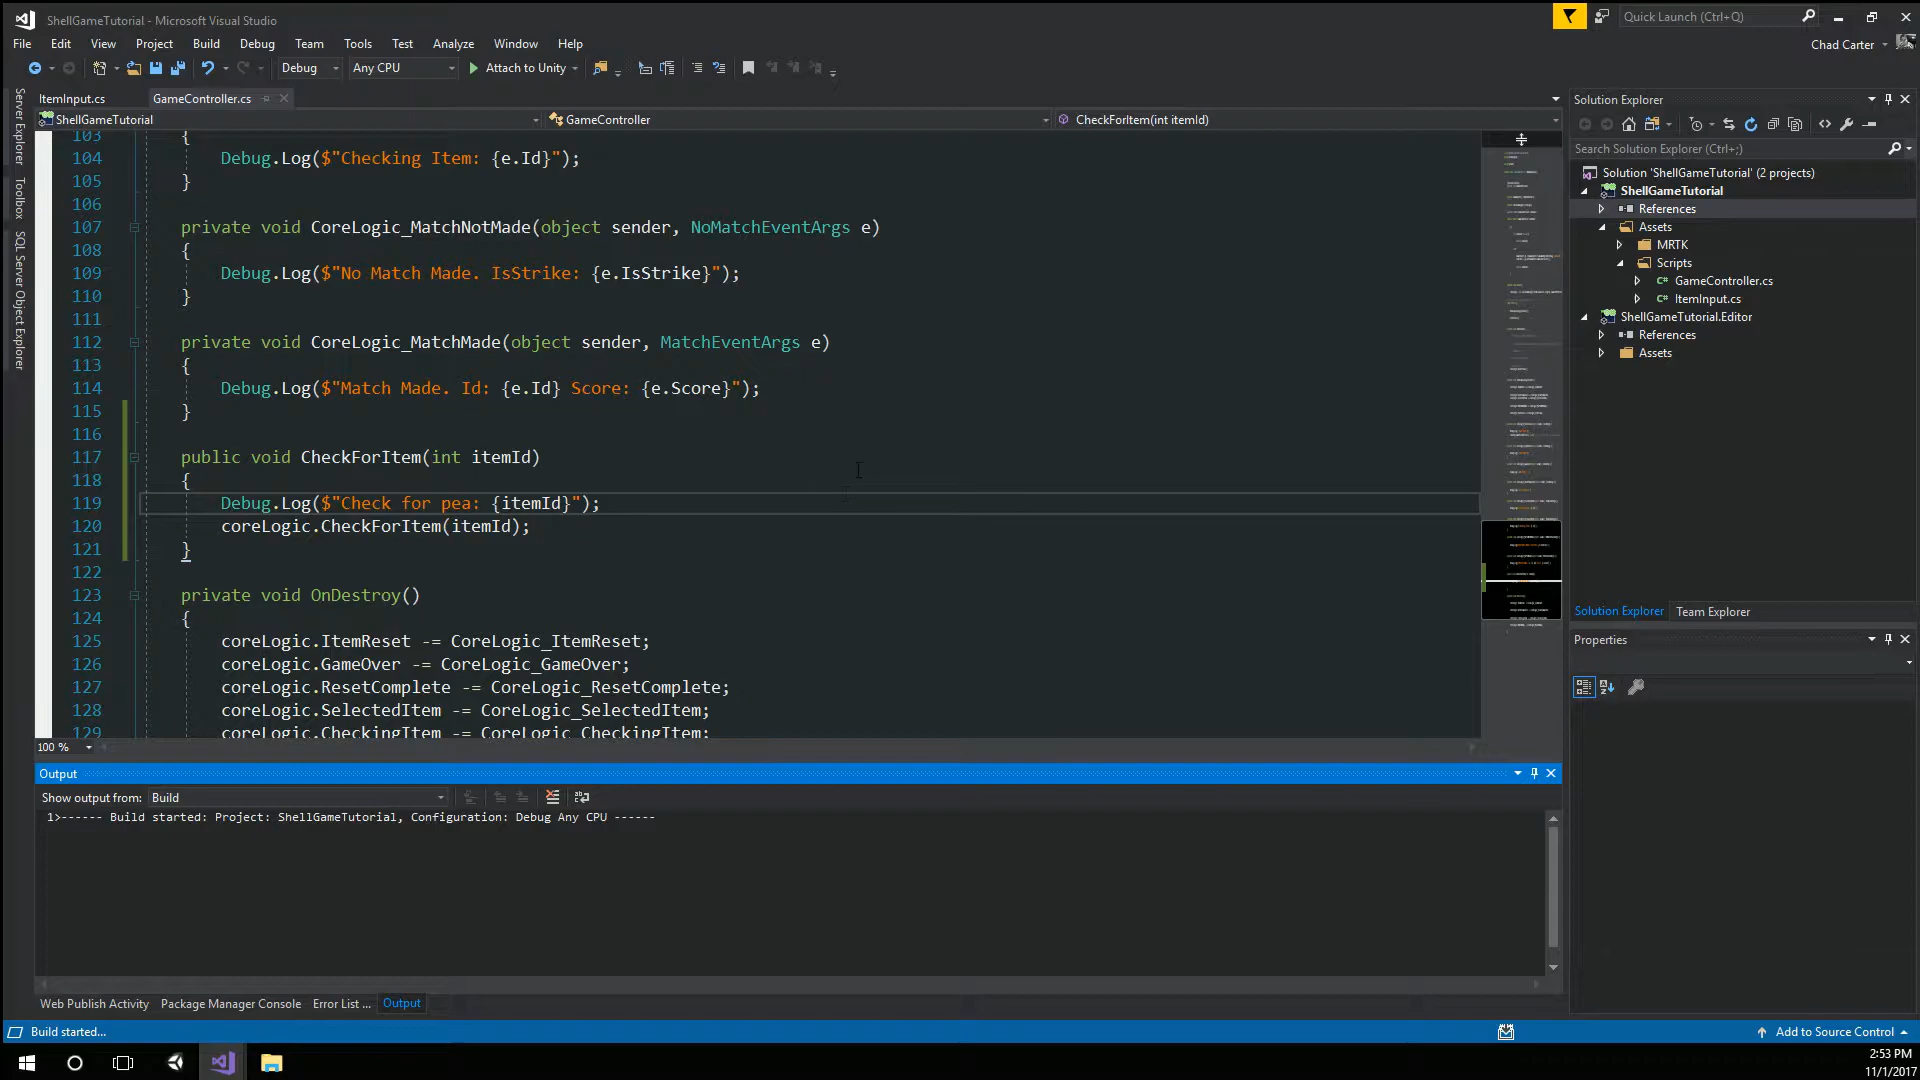 ShellGameTutorial - Microsoft Visual Studio
Quick Launch (Ctrl+Q)
File Edit View Project Build Debug Team Tools Test Analyze Window Help
Chad Carter
Debug Any CPU Attach to Unity
ItemInput.cs GameController.cs
ShellGameTutorial GameController CheckForItem(int itemId)
Server Explorer
Toolbox
SQL Server Object Explorer
103 {
104 Debug.Log($"Checking Item: {e.Id}");
105 }
106
107 private void CoreLogic_MatchNotMade(object sender, NoMatchEventArgs e)
108 {
109 Debug.Log($"No Match Made. IsStrike: {e.IsStrike}");
110 }
111
112 private void CoreLogic_MatchMade(object sender, MatchEventArgs e)
113 {
114 Debug.Log($"Match Made. Id: {e.Id} Score: {e.Score}");
115 }
116
117 public void CheckForItem(int itemId)
118 {
119 Debug.Log($"Check for pea: {itemId}");
120 coreLogic.CheckForItem(itemId);
121 }
122
123 private void OnDestroy()
124 {
125 coreLogic.ItemReset -= CoreLogic_ItemReset;
126 coreLogic.GameOver -= CoreLogic_GameOver;
127 coreLogic.ResetComplete -= CoreLogic_ResetComplete;
128 coreLogic.SelectedItem -= CoreLogic_SelectedItem;
129 coreLogic.CheckingItem -= CoreLogic_CheckingItem;
100 %
Output
Show output from: Build
1>------ Build started: Project: ShellGameTutorial, Configuration: Debug Any CPU ------
Web Publish Activity Package Manager Console Error List ... Output
Solution Explorer
Search Solution Explorer (Ctrl+;)
Solution 'ShellGameTutorial' (2 projects)
ShellGameTutorial
References
Assets
MRTK
Scripts
C# GameController.cs
C# ItemInput.cs
ShellGameTutorial.Editor
References
Assets
Solution Explorer Team Explorer
Properties
Build started...
Add to Source Control
2:53 PM
11/1/2017